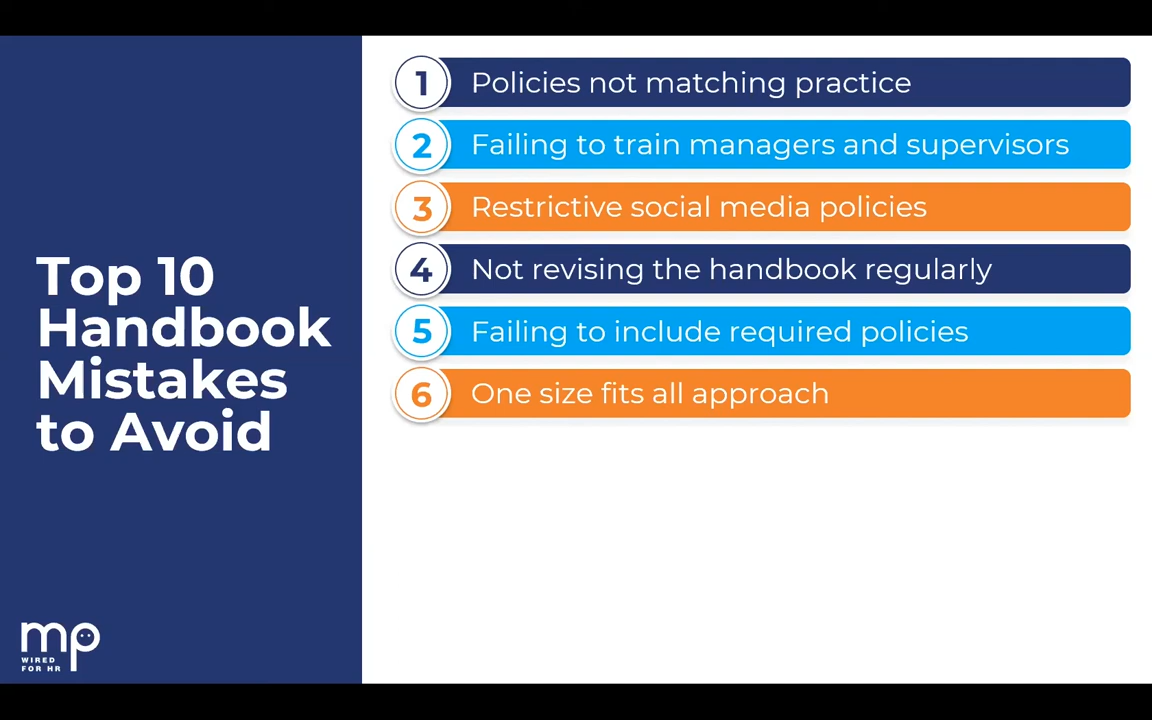 Top 10
Handbook
Mistakes
to Avoid
1 Policies not matching practice
2 Failing to train managers and supervisors
3 Restrictive social media policies
4 Not revising the handbook regularly
5 Failing to include required policies
6 One size fits all approach
mp
WIRED
FOR HR